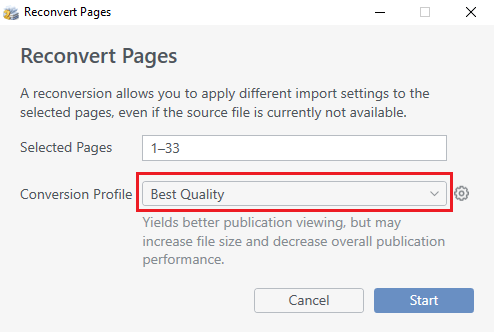 Reconvert Pages
Reconvert Pages
A reconversion allows you to apply different import settings to the
selected pages, even if the source file is currently not available.
Selected Pages 1–33
Conversion Profile Best Quality
Yields better publication viewing, but may
increase file size and decrease overall publication
performance.
Cancel Start